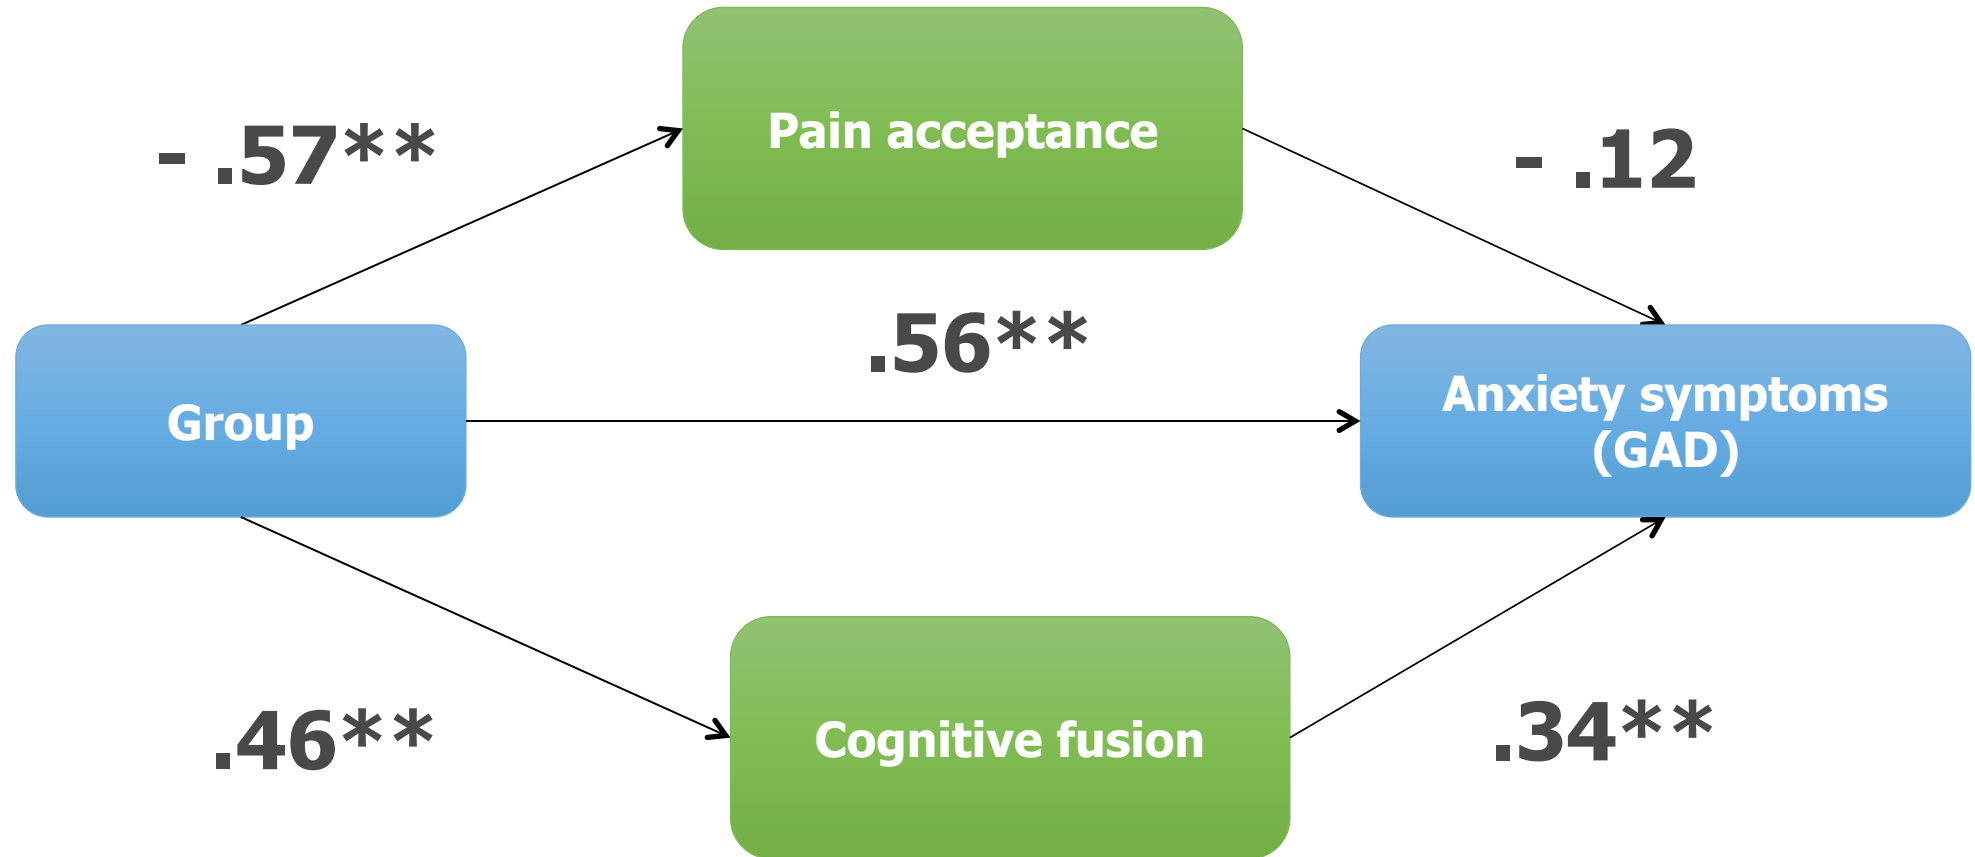 Pain acceptance
- .57**
- .12
.56**
Group
Anxiety symptoms
(GAD)
Cognitive fusion
.46**
.34**